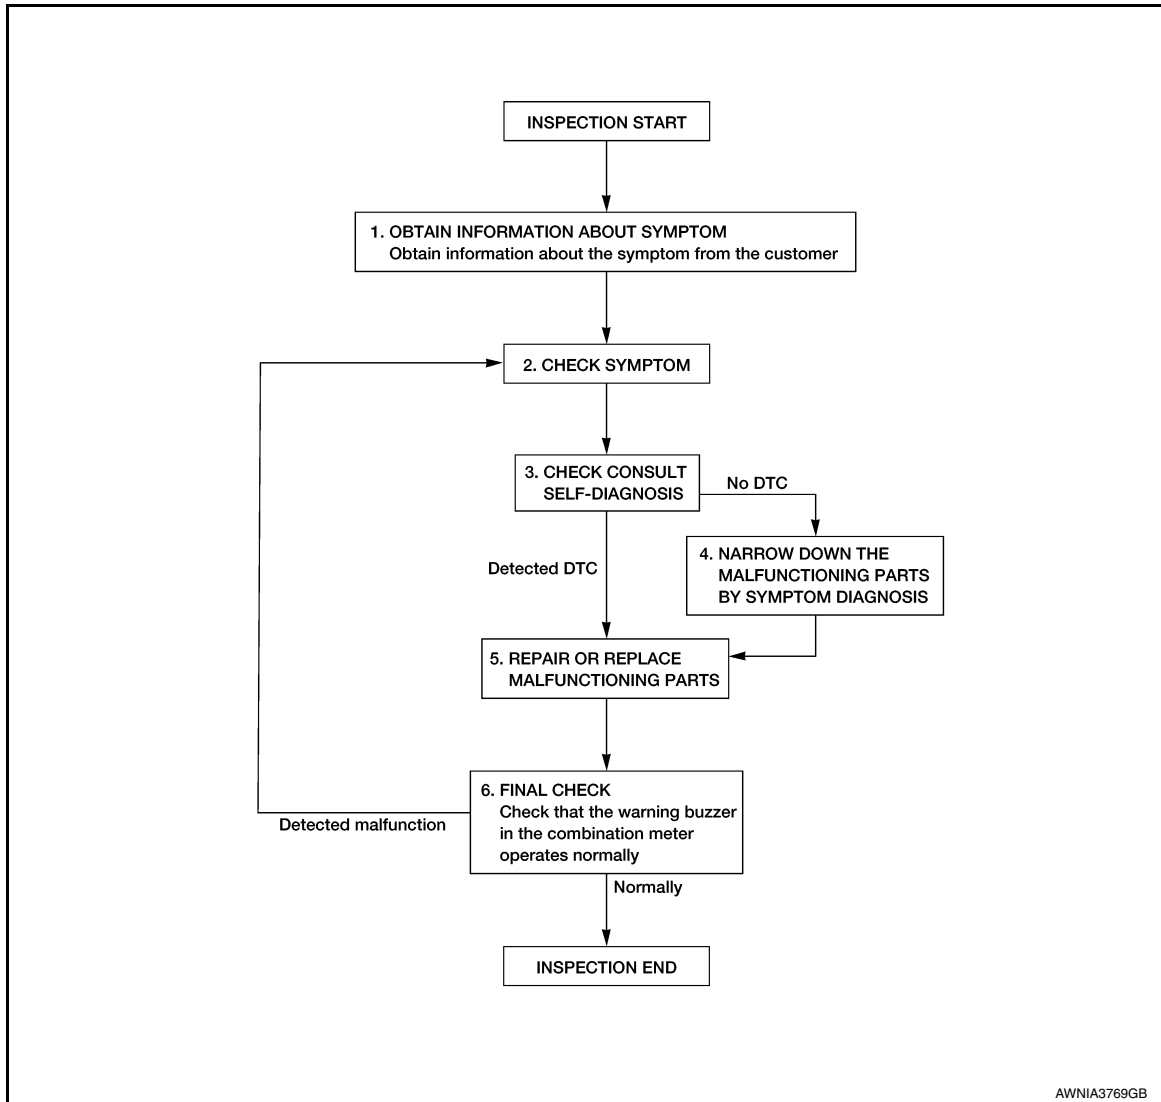 INSPECTION START
1. OBTAIN INFORMATION ABOUT SYMPTOM
Obtain information about the symptom from the customer
2. CHECK SYMPTOM
3. CHECK CONSULT
SELF-DIAGNOSIS
No DTC
4. NARROW DOWN THE
MALFUNCTIONING PARTS
BY SYMPTOM DIAGNOSIS
Detected DTC
5. REPAIR OR REPLACE
MALFUNCTIONING PARTS
6. FINAL CHECK
Check that the warning buzzer
in the combination meter
operates normally
Detected malfunction
Normally
INSPECTION END
AWNIA3769GB